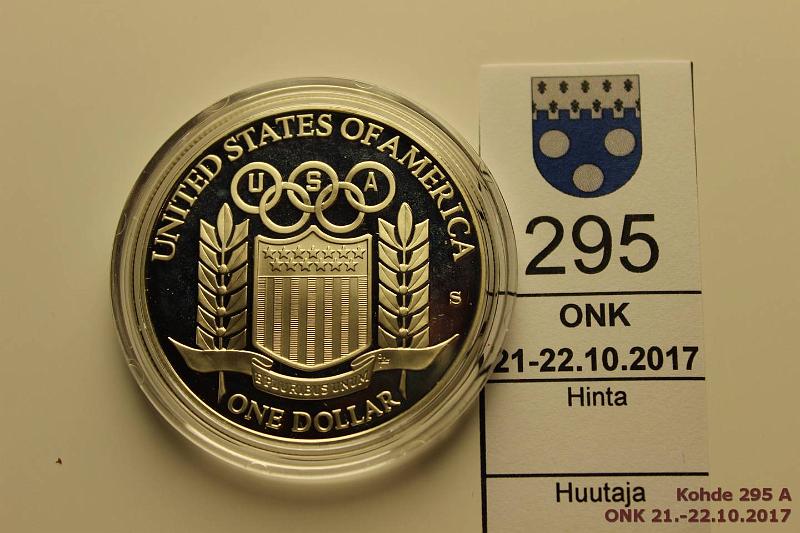 UNITED STATES OF AMERICA
USA
S
E PLURIBUS UNUM
ONE DOLLAR
295
ONK
21-22.10.2017
Hinta
Huutaja
Kohde 295 A
ONK 21.-22.10.2017